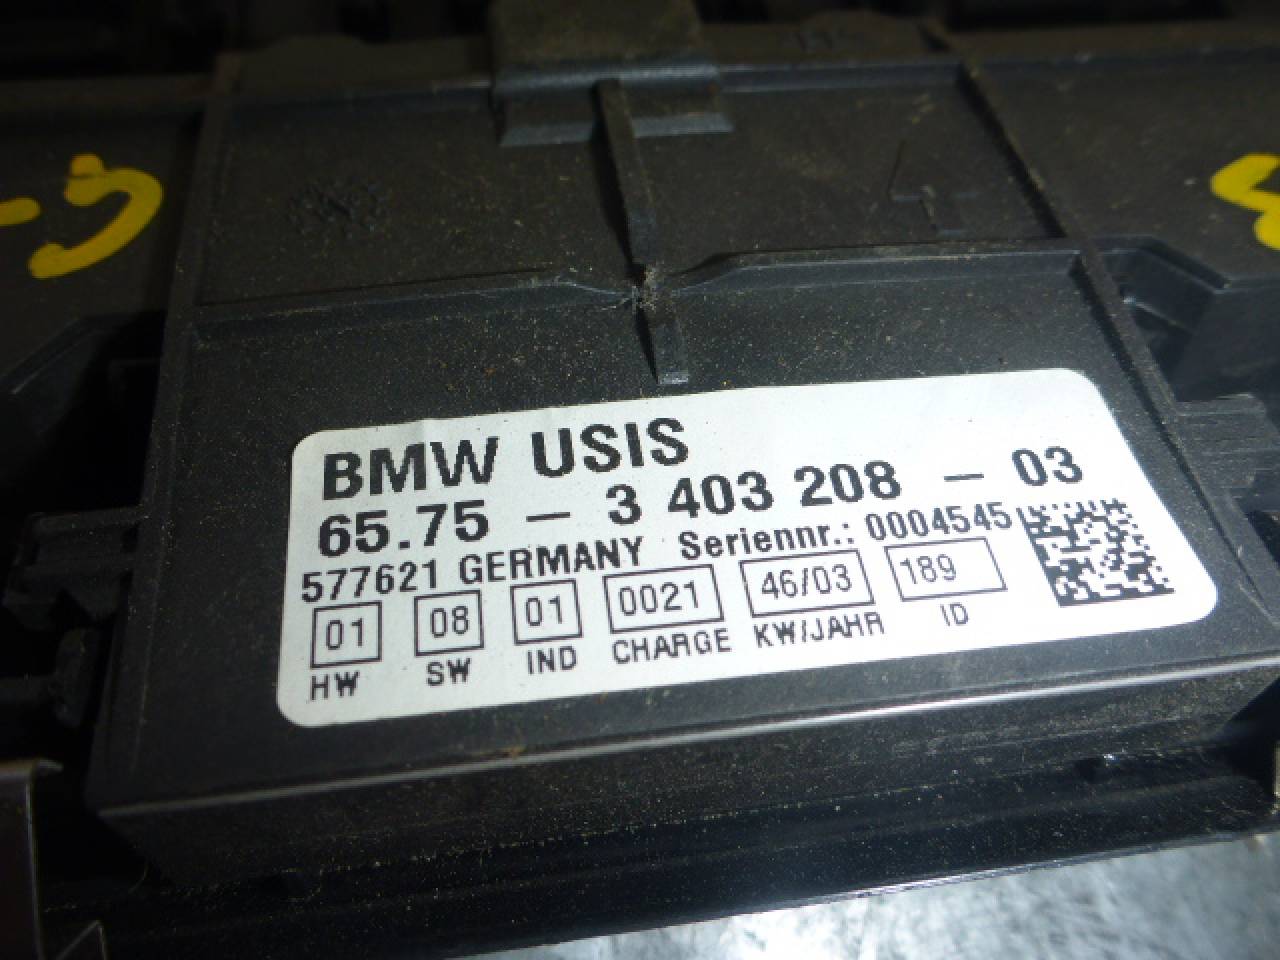 BMW USIS
65.75 – 3 403 208 – 03
577621 GERMANY Seriennr.: 0004545
01 08 01 0021 46/03 189
HW SW IND CHARGE KW/JAHR ID